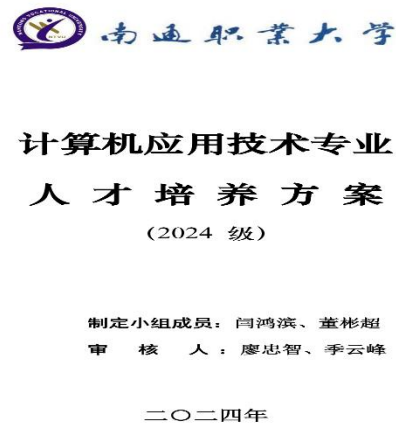 南通职业大学
计算机应用技术专业
人才培养方案
（2024 级）
制定小组成员：闫鸿滨、董彬超
审核人：廖忠智、季云峰
二〇二四年